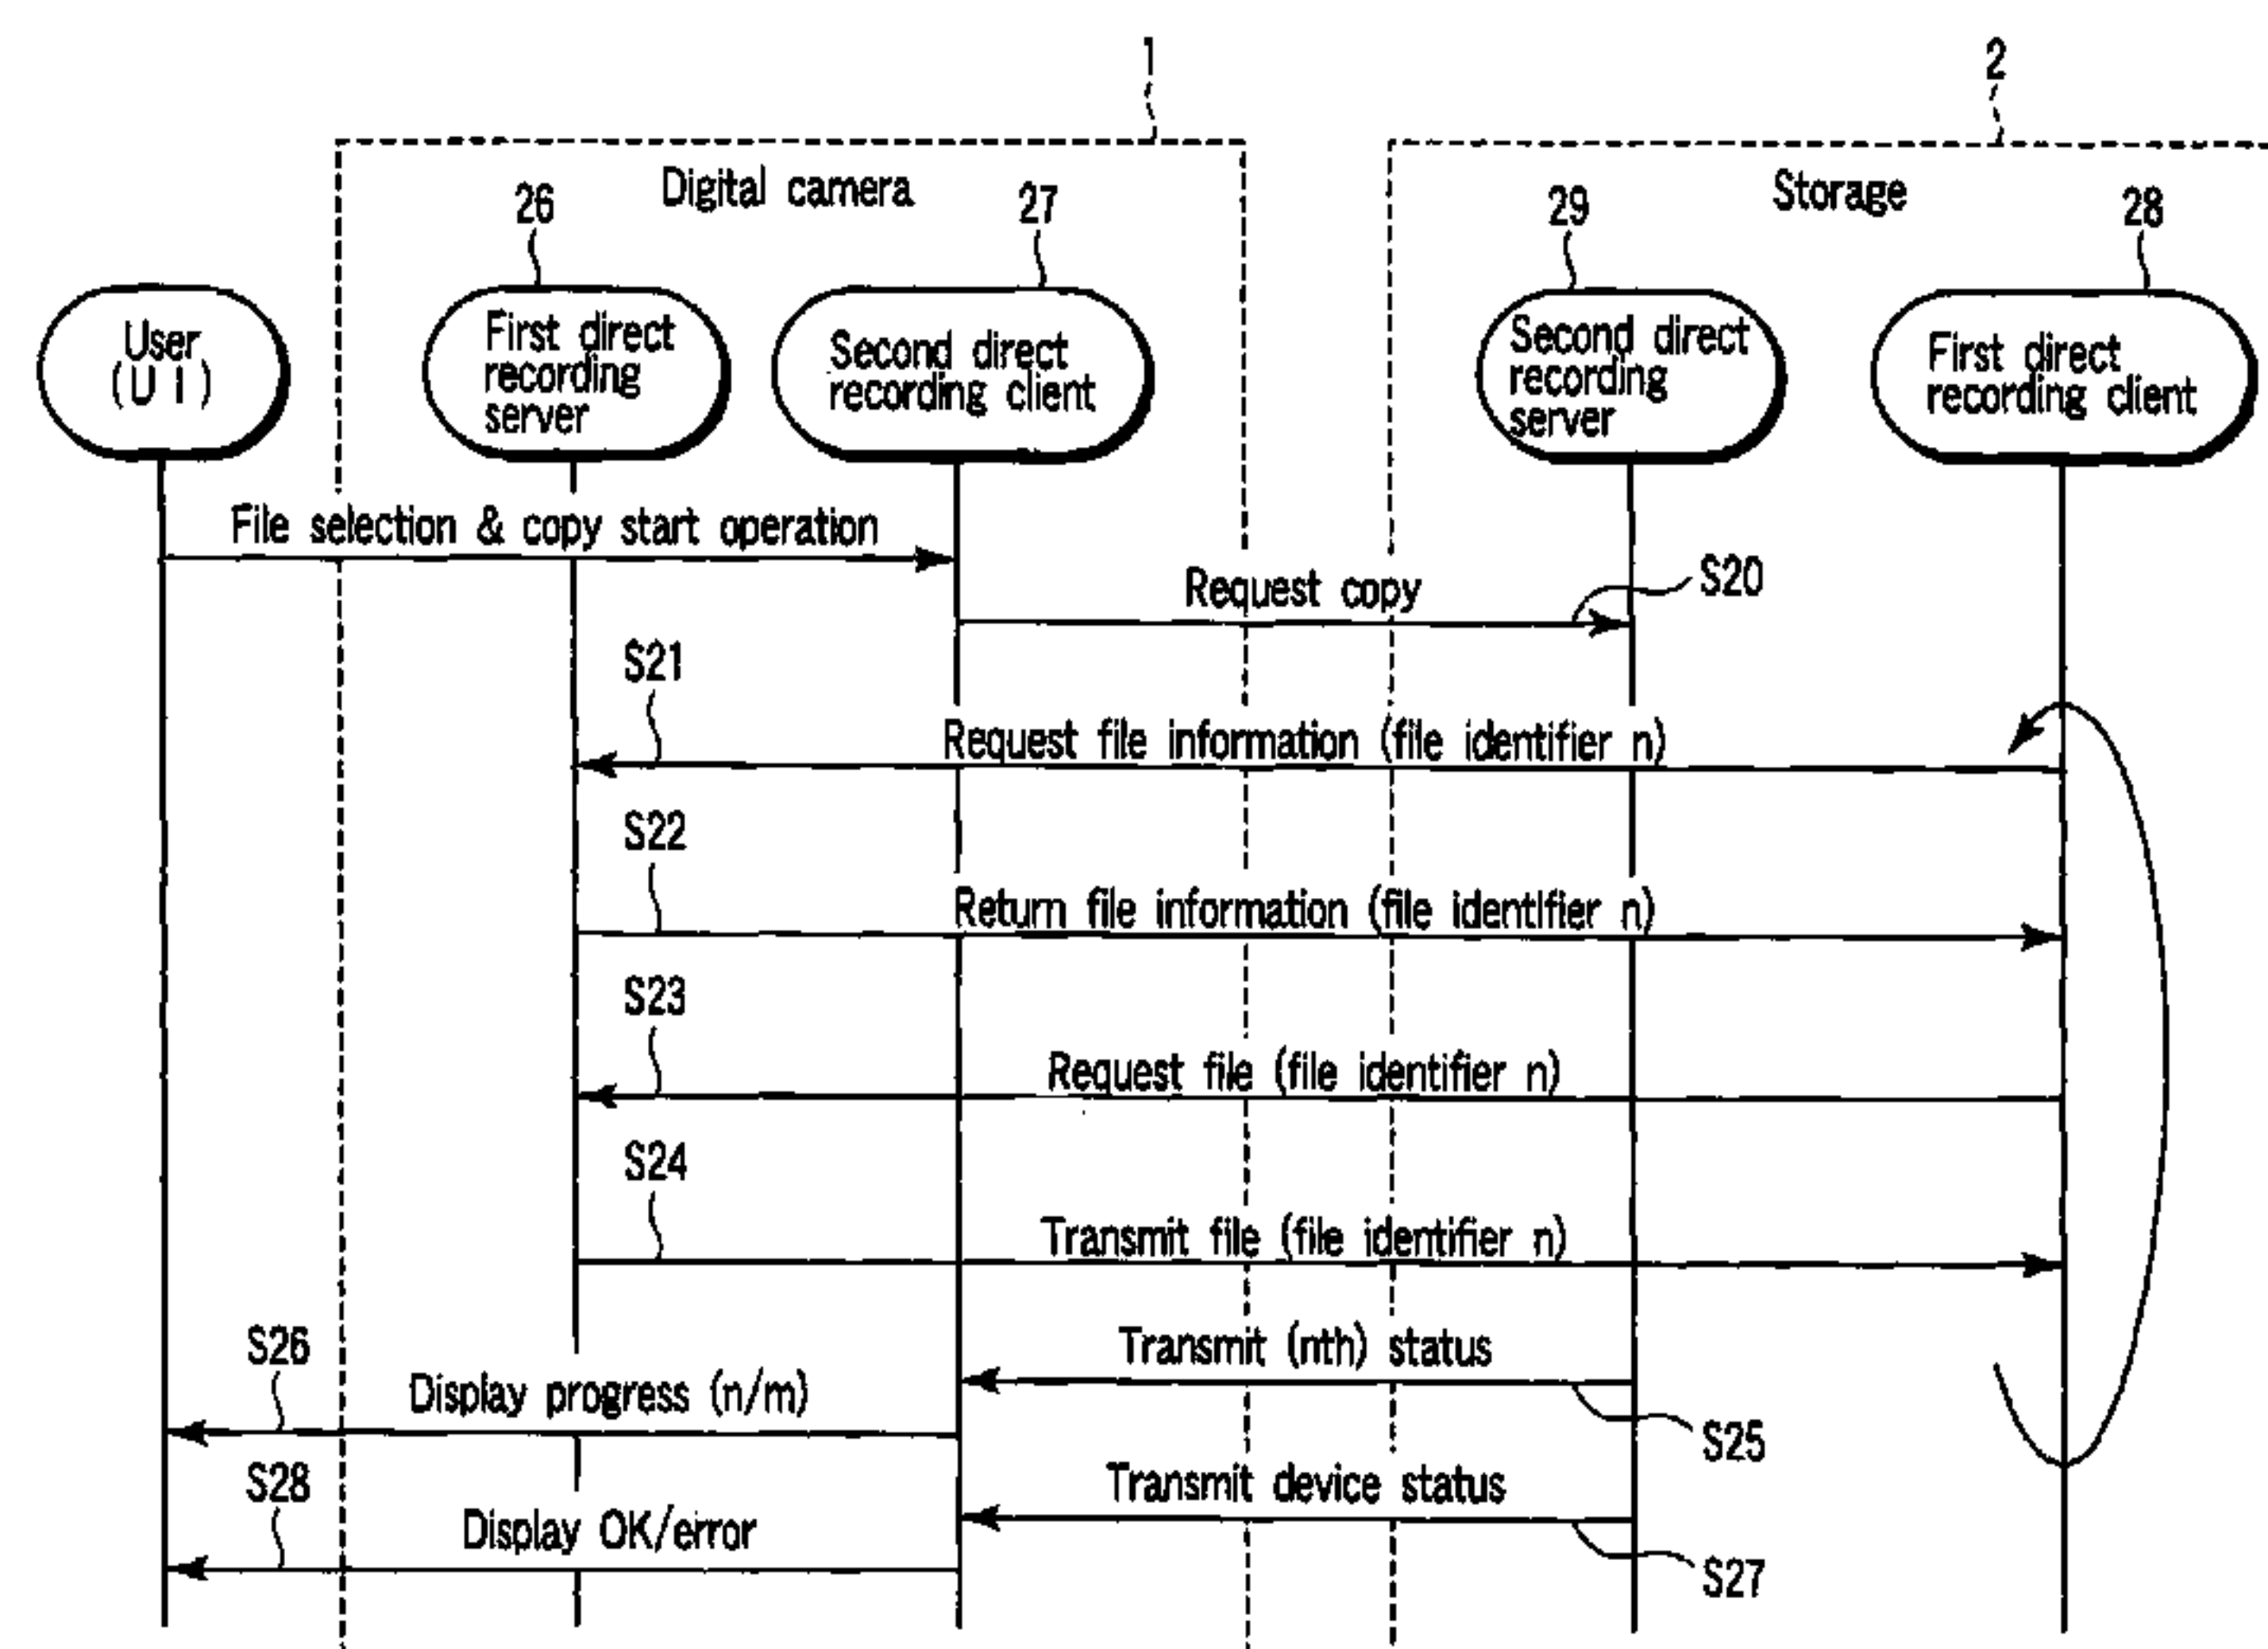 1
2
Digital camera
Storage
26
27
29
28
User
(U I)
First direct
recording
server
Second direct
recording client
Second direct
recording
server
First direct
recording client
File selection & copy start operation
Request copy
S20
S21
Request file information (file identifier n)
S22
Return file information (file identifier n)
S23
Request file (file identifier n)
S24
Transmit file (file identifier n)
S26
Transmit (nth) status
Display progress (n/m)
S25
S28
Transmit device status
Display OK/error
S27